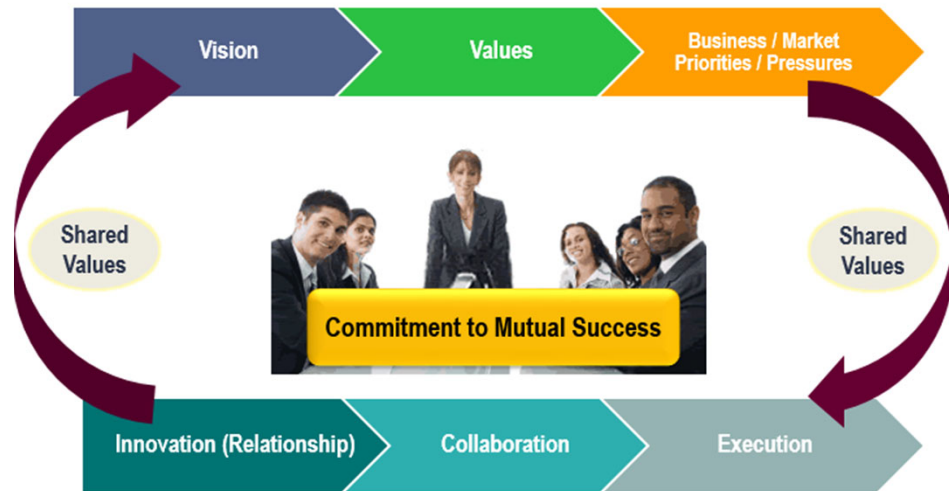 Vision
Values
Business / Market
Priorities / Pressures
Shared
Values
Shared
Values
Commitment to Mutual Success
Innovation (Relationship)
Collaboration
Execution